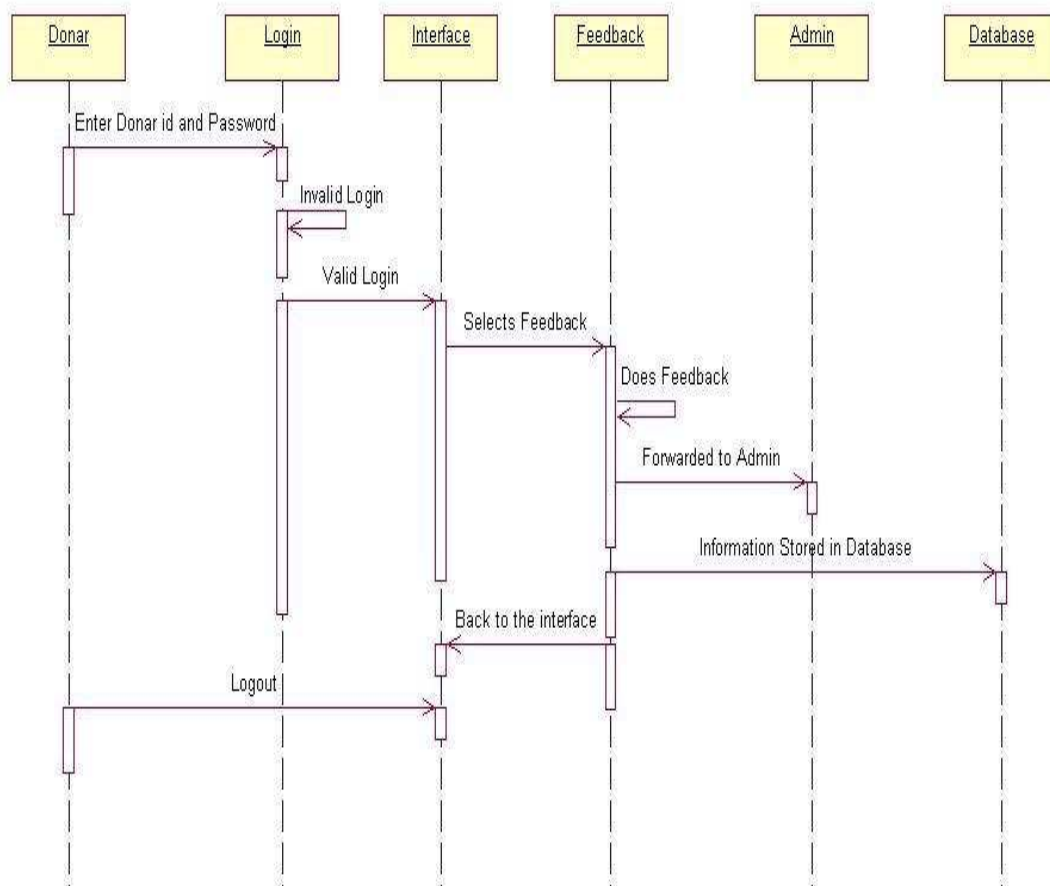 Donar
Login
Interface
Feedback
Admin
Database
Enter Donar id and Password
Invalid Login
Valid Login
Selects Feedback
Does Feedback
Forwarded to Admin
Information Stored in Database
Back to the interface
Logout